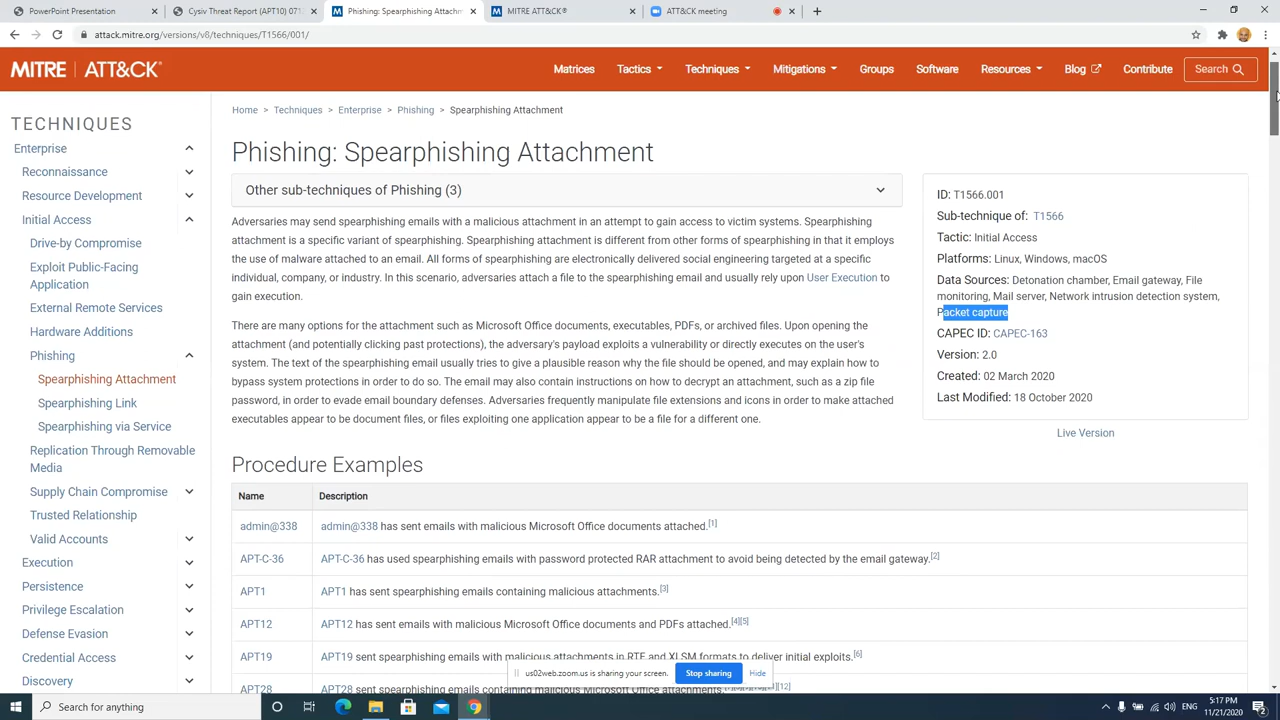 PowerPoint Presentation
Cysiv Threat Report (APT10) 071
Phishing: Spearphishing Attachm
MITRE ATT&CK®
ATT&CK meeting
attack.mitre.org/versions/v8/techniques/T1566/001/
MITRE | ATT&CK®
Matrices Tactics Techniques Mitigations Groups Software Resources Blog Contribute Search
Home > Techniques > Enterprise > Phishing > Spearphishing Attachment
TECHNIQUES
Enterprise
Reconnaissance
Resource Development
Initial Access
Drive-by Compromise
Exploit Public-Facing
Application
External Remote Services
Hardware Additions
Phishing
Spearphishing Attachment
Spearphishing Link
Spearphishing via Service
Replication Through Removable
Media
Supply Chain Compromise
Trusted Relationship
Valid Accounts
Execution
Persistence
Privilege Escalation
Defense Evasion
Credential Access
Discovery
Phishing: Spearphishing Attachment
Other sub-techniques of Phishing (3)
Adversaries may send spearphishing emails with a malicious attachment in an attempt to gain access to victim systems. Spearphishing
attachment is a specific variant of spearphishing. Spearphishing attachment is different from other forms of spearphishing in that it employs
the use of malware attached to an email. All forms of spearphishing are electronically delivered social engineering targeted at a specific
individual, company, or industry. In this scenario, adversaries attach a file to the spearphishing email and usually rely upon User Execution to
gain execution.
There are many options for the attachment such as Microsoft Office documents, executables, PDFs, or archived files. Upon opening the
attachment (and potentially clicking past protections), the adversary's payload exploits a vulnerability or directly executes on the user's
system. The text of the spearphishing email usually tries to give a plausible reason why the file should be opened, and may explain how to
bypass system protections in order to do so. The email may also contain instructions on how to decrypt an attachment, such as a zip file
password, in order to evade email boundary defenses. Adversaries frequently manipulate file extensions and icons in order to make attached
executables appear to be document files, or files exploiting one application appear to be a file for a different one.
ID: T1566.001
Sub-technique of: T1566
Tactic: Initial Access
Platforms: Linux, Windows, macOS
Data Sources: Detonation chamber, Email gateway, File
monitoring, Mail server, Network intrusion detection system,
Packet capture
CAPEC ID: CAPEC-163
Version: 2.0
Created: 02 March 2020
Last Modified: 18 October 2020
Live Version
Procedure Examples
Name Description
admin@338 admin@338 has sent emails with malicious Microsoft Office documents attached.[1]
APT-C-36 APT-C-36 has used spearphishing emails with password protected RAR attachment to avoid being detected by the email gateway.[2]
APT1 APT1 has sent spearphishing emails containing malicious attachments.[3]
APT12 APT12 has sent emails with malicious Microsoft Office documents and PDFs attached.[4][5]
APT19 APT19 sent spearphishing emails with malicious attachments in RTF and XLSM formats to deliver initial exploits.[6]
APT28 APT28 sent spearphishing emails containing malicious Microsoft Office attachments.
us02web.zoom.us is sharing your screen. Stop sharing Hide
Search for anything
ENG
5:17 PM
11/21/2020
2